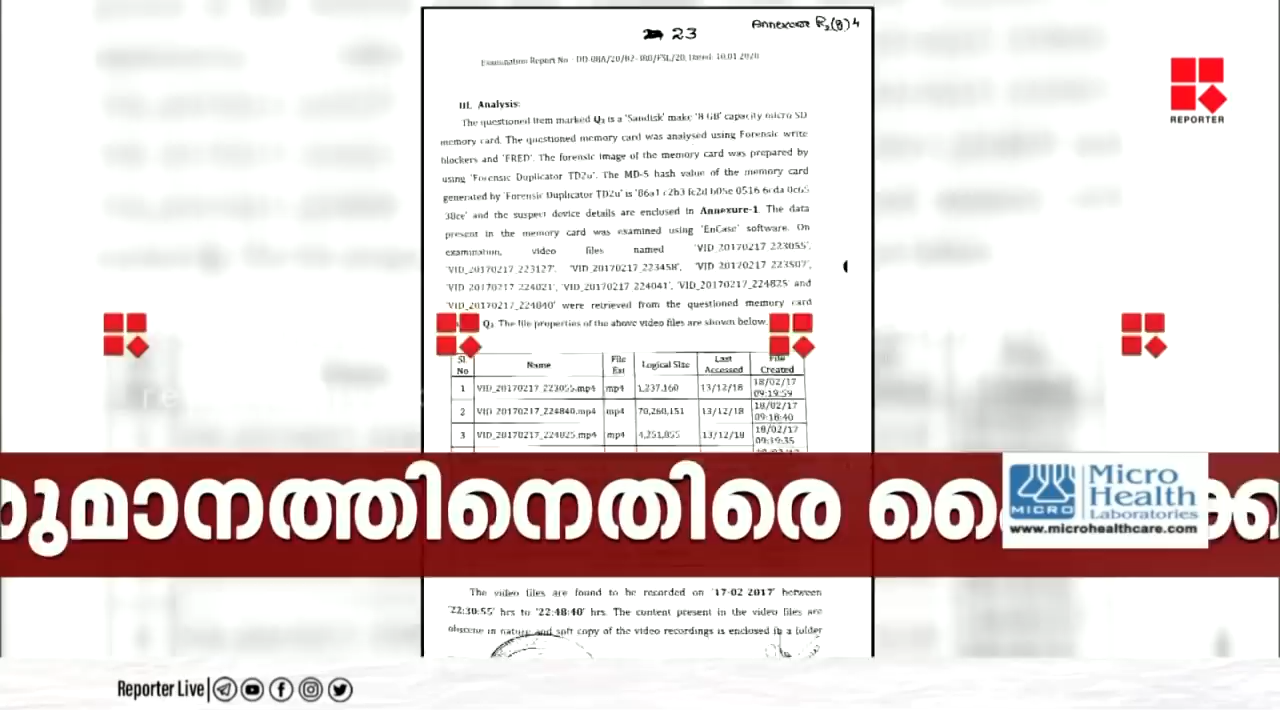 23
Annexure R2(8) 4
Examination Report No : DD-08A/20/02-180/FSL/20; Dated: 10.01.2020
REPORTER
III. Analysis:
The questioned item marked Q2 is a 'Sandisk' make '8 GB' capacity micro SD
memory card. The questioned memory card was analysed using Forensic write
blockers and 'FRED'. The forensic image of the memory card was prepared by
using 'Forensic Duplicator TD2u'. The MD-5 hash value of the memory card
generated by 'Forensic Duplicator TD2u' is
and the suspect device details are enclosed in Annexure-1. The data
present in the memory card was examined using 'EnCase' software. On
examination, video files named 'VID_20170217_223055',
'VID_20170217_223127', 'VID_20170217_223458', 'VID_20170217_223507',
'VID_20170217_224021', 'VID_20170217_224041', 'VID_20170217_224825' and
'VID_20170217_224840' were retrieved from the questioned memory card
The file properties of the above video files are shown below.
Sl. No Name File Ext Logical Size Last Accessed File Created
1 VID_20170217_223055.mp4 mp4 1,237,160 13/12/18 18/02/17 09:19:59
2 VID_20170217_224840.mp4 mp4 70,260,151 13/12/18 18/02/17 09:18:40
3 VID_20170217_224825.mp4 mp4 4,251,855 13/12/18 18/02/17 09:19:35
ുമാനത്തിനെതിരെ
MICRO
Micro
Health
Laboratories
www.microhealthcare.com
The video files are found to be recorded on '17-02-2017' between
'22:30:55' hrs to '22:48:40' hrs. The content present in the video files are
obscene in nature and soft copy of the video recordings is enclosed in a folder
Reporter Live